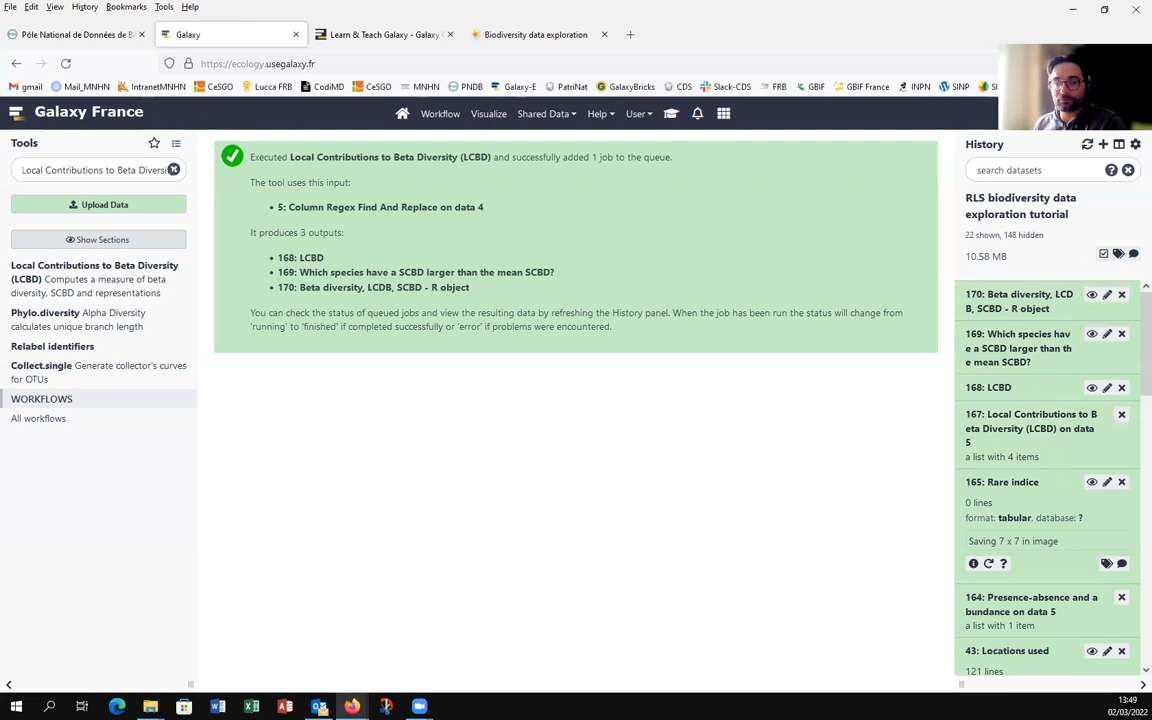 File Edit View History Bookmarks Tools Help
Pôle National de Données de Bi
Galaxy
Learn & Teach Galaxy - Galaxy
Biodiversity data exploration
https://ecology.usegalaxy.fr
gmail Mail_MNHN IntranetMNHN CeSGO Lucca FRB CodiMD CeSGO MNHN PNDB Galaxy-E PatriNat GalaxyBricks CDS Slack-CDS FRB GBIF GBIF France INPN SINP
Galaxy France
Workflow Visualize Shared Data Help User
Tools
Local Contributions to Beta Diversi
Upload Data
Show Sections
Local Contributions to Beta Diversity
(LCBD) Computes a measure of beta
diversity, SCBD and representations
Phylo.diversity Alpha Diversity
calculates unique branch length
Relabel identifiers
Collect.single Generate collector's curves
for OTUs
WORKFLOWS
All workflows
Executed Local Contributions to Beta Diversity (LCBD) and successfully added 1 job to the queue.
The tool uses this input:
5: Column Regex Find And Replace on data 4
It produces 3 outputs:
168: LCBD
169: Which species have a SCBD larger than the mean SCBD?
170: Beta diversity, LCDB, SCBD - R object
You can check the status of queued jobs and view the resulting data by refreshing the History panel. When the job has been run the status will change from
'running' to 'finished' if completed successfully or 'error' if problems were encountered.
History
search datasets
RLS biodiversity data
exploration tutorial
22 shown, 148 hidden
10.58 MB
170: Beta diversity, LCD
B, SCBD - R object
169: Which species hav
e a SCBD larger than th
e mean SCBD?
168: LCBD
167: Local Contributions to B
eta Diversity (LCBD) on data
5
a list with 4 items
165: Rare indice
0 lines
format: tabular, database: ?
Saving 7 x 7 in image
164: Presence-absence and a
bundance on data 5
a list with 1 item
43: Locations used
121 lines
13:49
02/03/2022